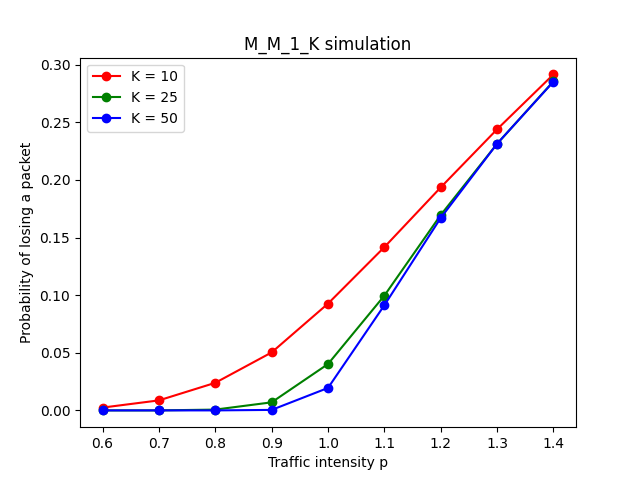 M_M_1_K simulation
K = 10
K = 25
K = 50
Probability of losing a packet
0.30
0.25
0.20
0.15
0.10
0.05
0.00
0.6 0.7 0.8 0.9 1.0 1.1 1.2 1.3 1.4
Traffic intensity p